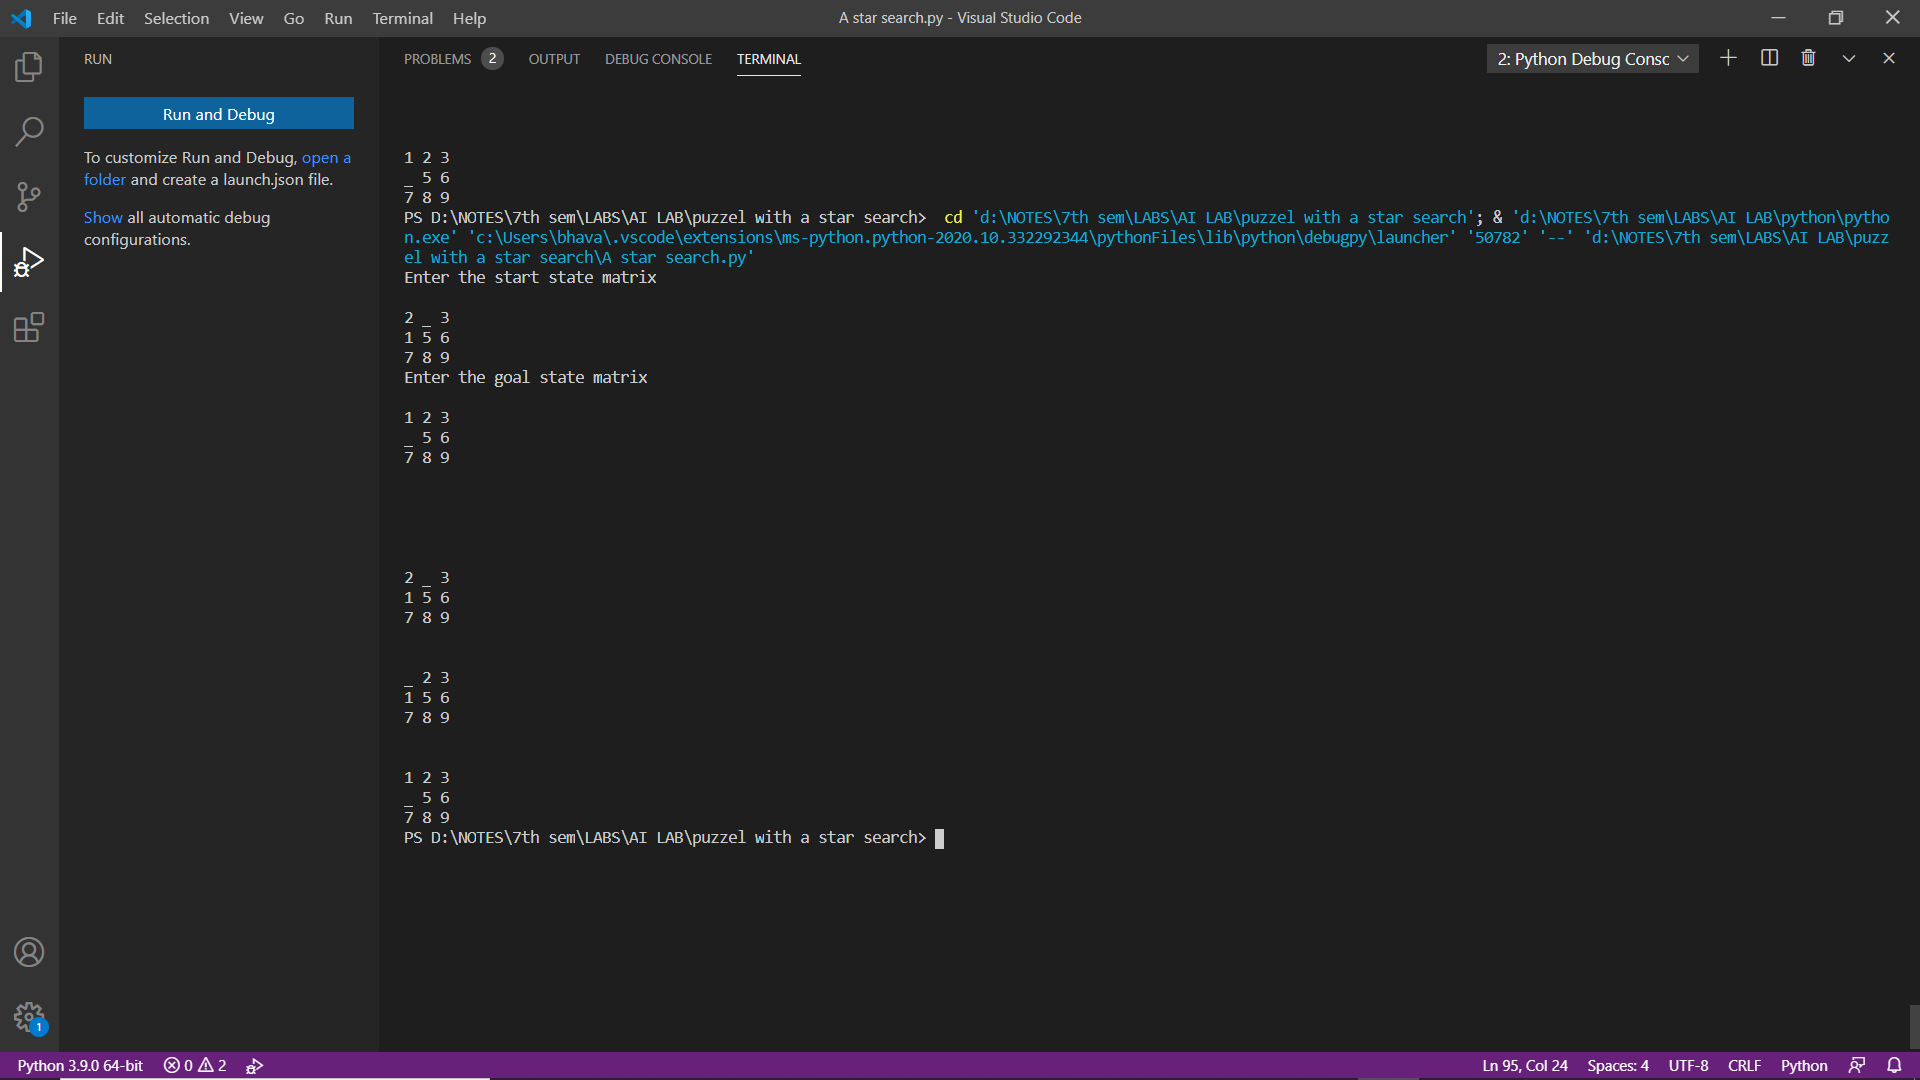 File Edit Selection View Go Run Terminal Help
A star search.py - Visual Studio Code
RUN
Run and Debug
To customize Run and Debug, open a
folder and create a launch.json file.
Show all automatic debug
configurations.
PROBLEMS 2 OUTPUT DEBUG CONSOLE TERMINAL
2: Python Debug Consc
1 2 3
_ 5 6
7 8 9
PS D:\NOTES\7th sem\LABS\AI LAB\puzzel with a star search>  cd 'd:\NOTES\7th sem\LABS\AI LAB\puzzel with a star search'; & 'd:\NOTES\7th sem\LABS\AI LAB\python\pytho
n.exe' 'c:\Users\bhava\.vscode\extensions\ms-python.python-2020.10.332292344\pythonFiles\lib\python\debugpy\launcher' '50782' '--' 'd:\NOTES\7th sem\LABS\AI LAB\puzz
el with a star search\A star search.py'
Enter the start state matrix
2 _ 3
1 5 6
7 8 9
Enter the goal state matrix
1 2 3
_ 5 6
7 8 9
2 _ 3
1 5 6
7 8 9
_ 2 3
1 5 6
7 8 9
1 2 3
_ 5 6
7 8 9
PS D:\NOTES\7th sem\LABS\AI LAB\puzzel with a star search>
1
Python 3.9.0 64-bit 0 2
Ln 95, Col 24 Spaces: 4 UTF-8 CRLF Python